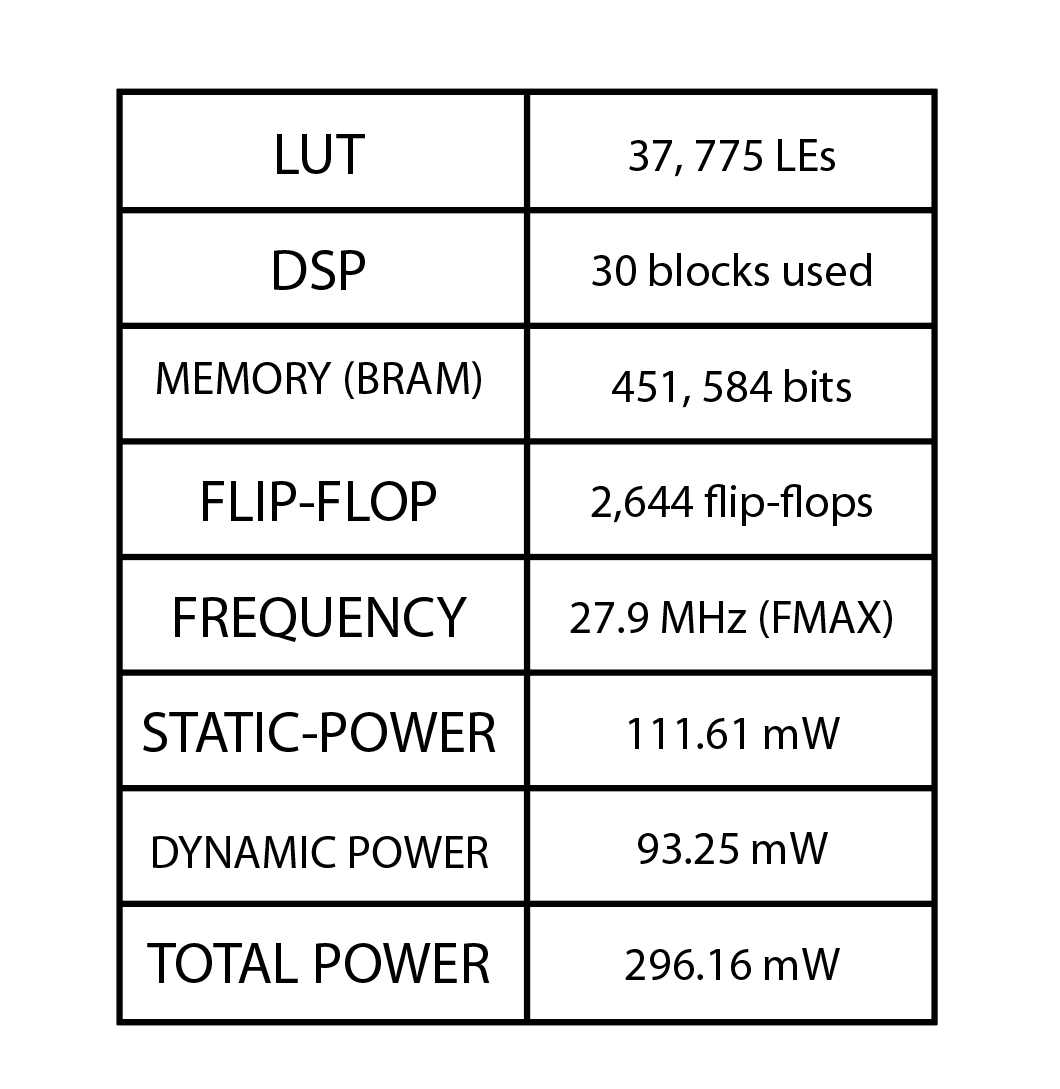 LUT
37, 775 LEs
DSP
30 blocks used
MEMORY (BRAM)
451, 584 bits
FLIP-FLOP
2,644 flip-flops
FREQUENCY
27.9 MHz (FMAX)
STATIC-POWER
111.61 mW
DYNAMIC POWER
93.25 mW
TOTAL POWER
296.16 mW